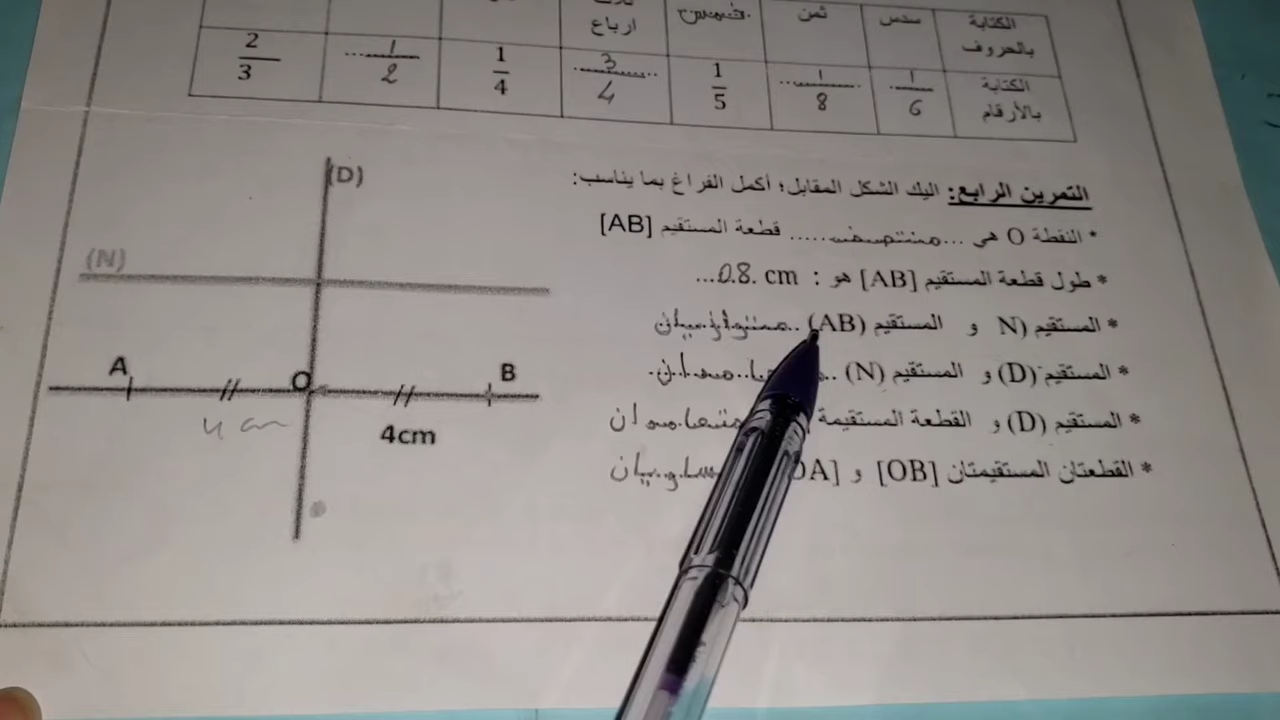 الكتابة بالحروف سدس ثمن خمس ارباع
الكتابة بالأرقام 1/6 1/8 1/5 3/4 1/4 1/2 2/3
التمرين الرابع: اليك الشكل المقابل؛ أكمل الفراغ بما يناسب:
* النقطة O هي ...منتصف..... قطعة المستقيم [AB]
* طول قطعة المستقيم [AB] هو : 08. cm...
* المستقيم (N و المستقيم (AB) ..متوازيان
* المستقيم (D) و المستقيم (N)
* المستقيم (D) و القطعة المستقيمة متعامدان
* القطعتان المستقيمتان [OB] و OA]
(D)
(N)
A O B
4 cm
4cm